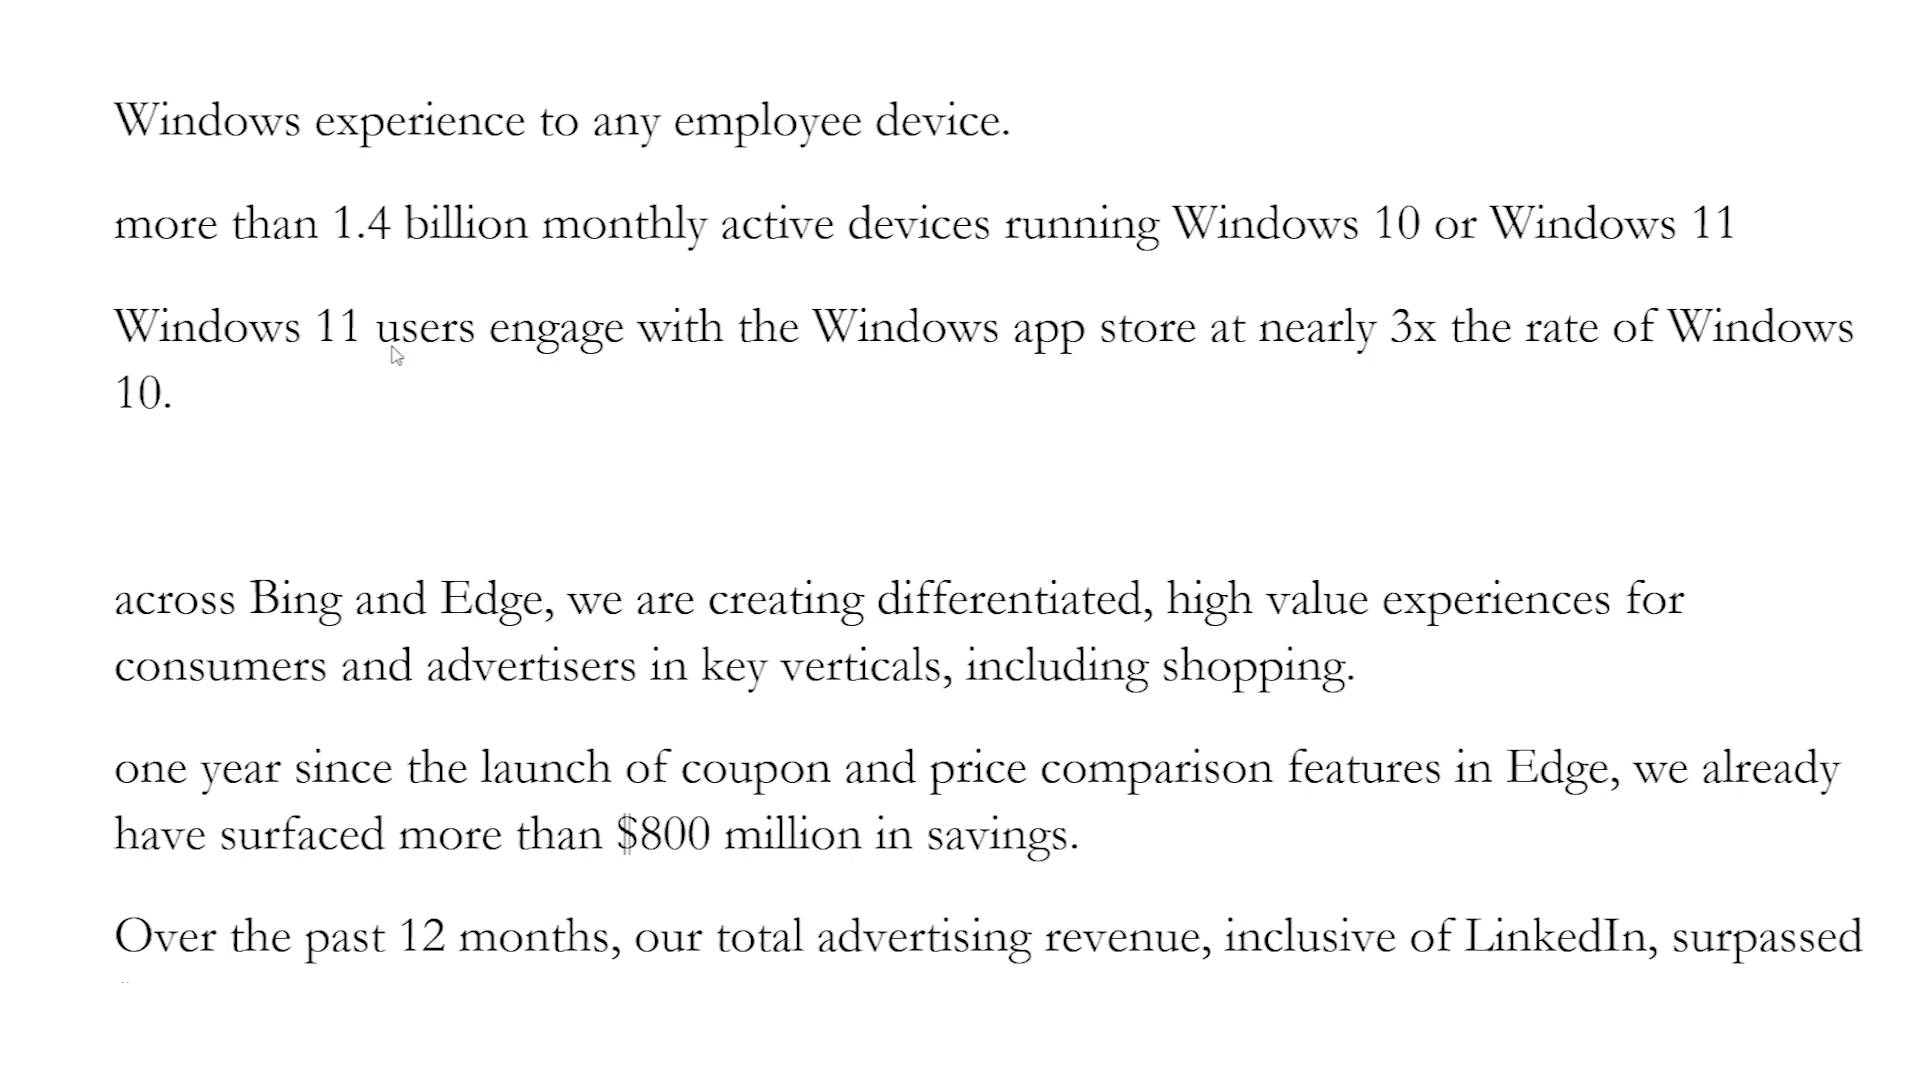 Windows experience to any employee device.
more than 1.4 billion monthly active devices running Windows 10 or Windows 11
Windows 11 users engage with the Windows app store at nearly 3x the rate of Windows
10.
across Bing and Edge, we are creating differentiated, high value experiences for
consumers and advertisers in key verticals, including shopping.
one year since the launch of coupon and price comparison features in Edge, we already
have surfaced more than $800 million in savings.
Over the past 12 months, our total advertising revenue, inclusive of LinkedIn, surpassed